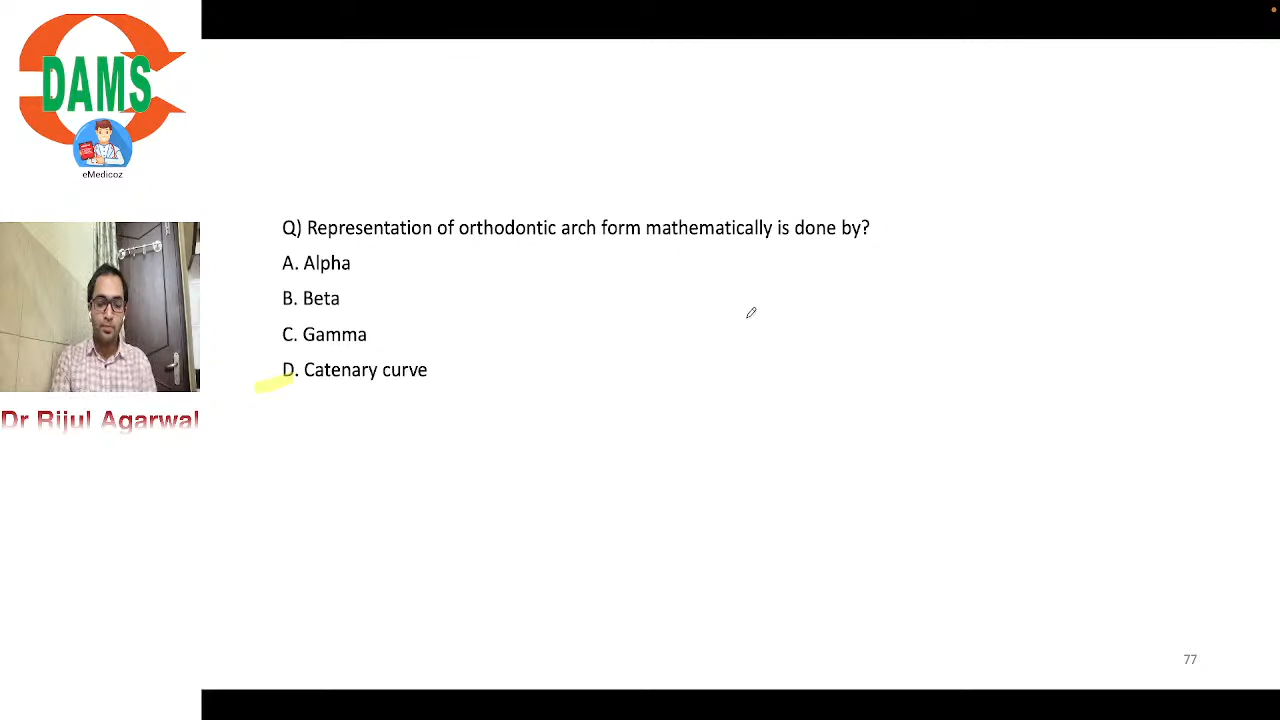 DAMS
eMedicoz
Q) Representation of orthodontic arch form mathematically is done by?
A. Alpha
B. Beta
C. Gamma
D. Catenary curve
Dr Rijul Agarwal
77